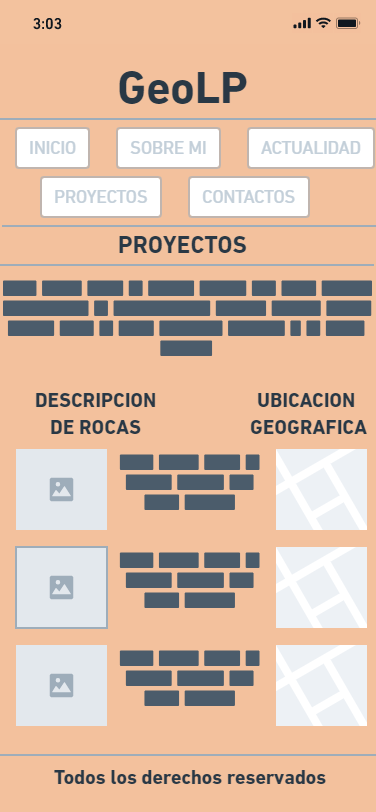 3:03
GeoLP
INICIO SOBRE MI ACTUALIDAD
PROYECTOS CONTACTOS
PROYECTOS
DESCRIPCION
DE ROCAS
UBICACION
GEOGRAFICA
Todos los derechos reservados